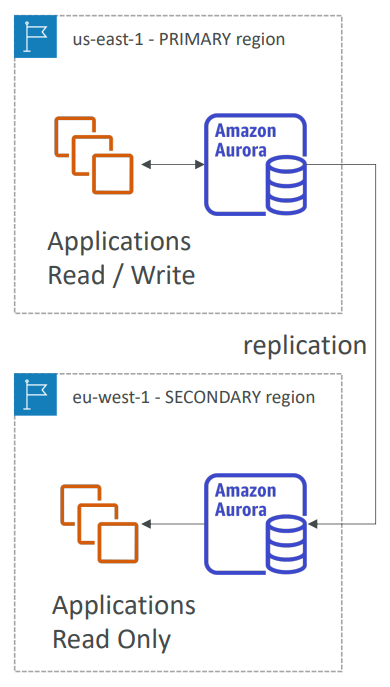 us-east-1 - PRIMARY region
Amazon
Aurora
Applications
Read / Write
replication
eu-west-1 - SECONDARY region
Amazon
Aurora
Applications
Read Only